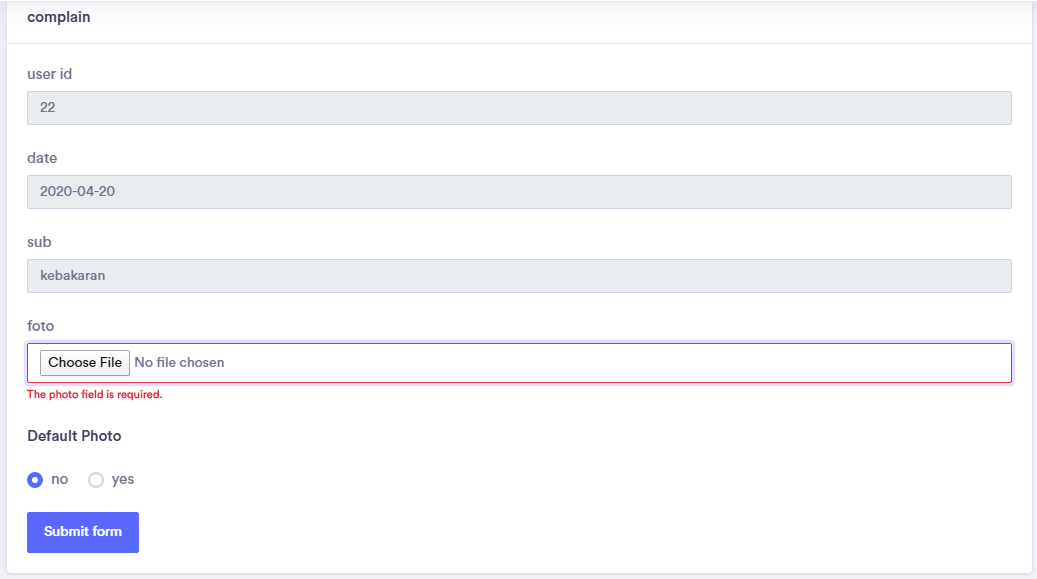 complain
user id
22
date
2020-04-20
sub
kebakaran
foto
Choose File No file chosen
The photo field is required.
Default Photo
no yes
Submit form